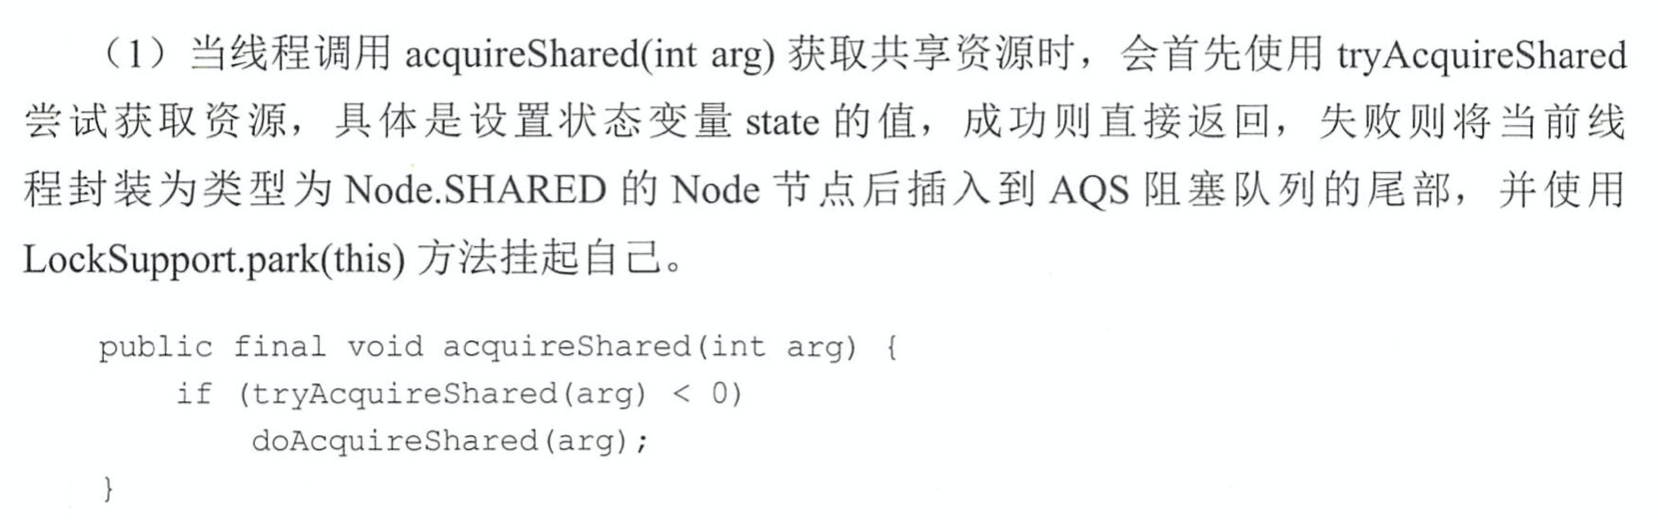 （1）当线程调用 acquireShared(int arg) 获取共享资源时，会首先使用 tryAcquireShared
尝试获取资源，具体是设置状态变量 state 的值，成功则直接返回，失败则将当前线
程封装为类型为 Node.SHARED 的 Node 节点后插入到 AQS 阻塞队列的尾部，并使用
LockSupport.park(this) 方法挂起自己。
public final void acquireShared(int arg) {
if (tryAcquireShared(arg) < 0)
doAcquireShared(arg);
}